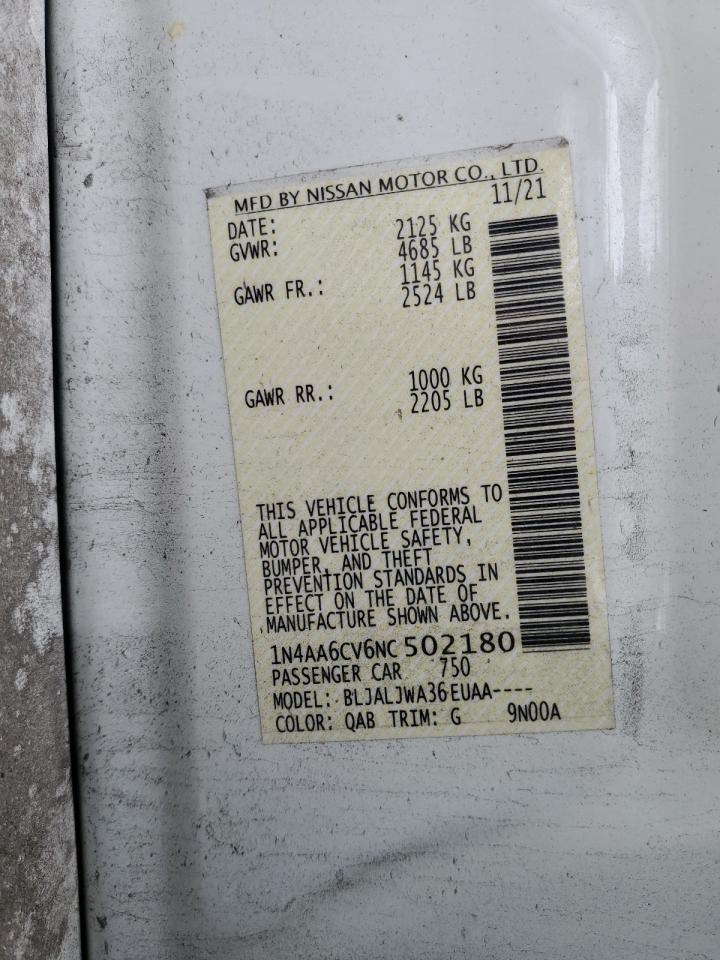 MFD BY NISSAN MOTOR CO., LTD.
DATE: 11/21
GVWR: 2125 KG
4685 LB
GAWR FR.: 1145 KG
2524 LB
GAWR RR.: 1000 KG
2205 LB
THIS VEHICLE CONFORMS TO
ALL APPLICABLE FEDERAL
MOTOR VEHICLE SAFETY,
BUMPER, AND THEFT
PREVENTION STANDARDS IN
EFFECT ON THE DATE OF
MANUFACTURE SHOWN ABOVE.
1N4AA6CV6NC502180
PASSENGER CAR 750
MODEL: BLJALJWA36EUAA----
COLOR: QAB TRIM: G 9N00A